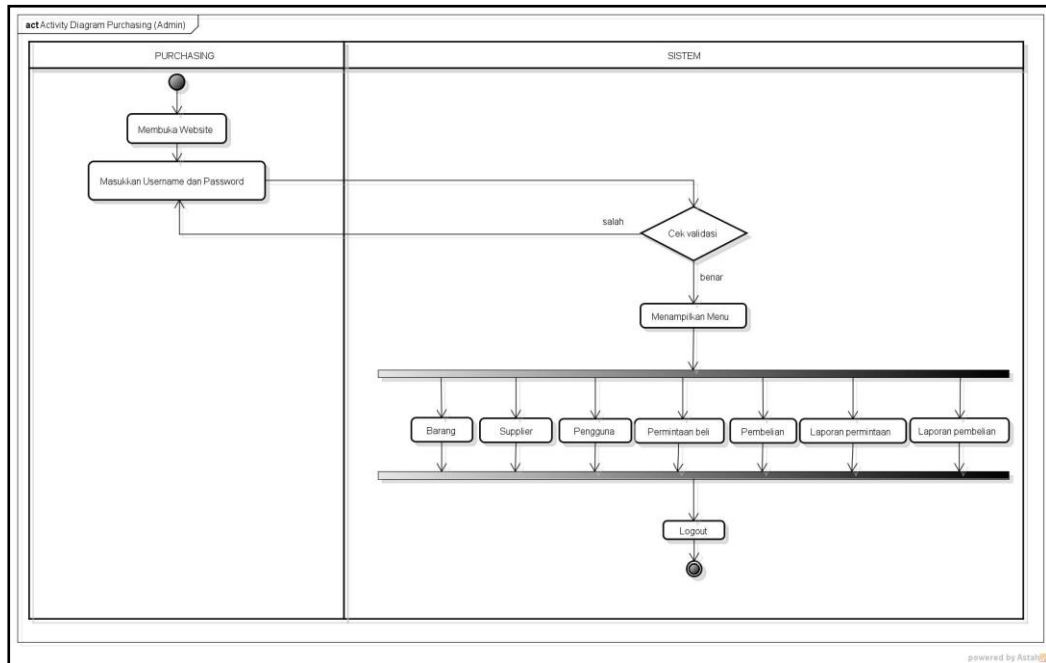 act Activity Diagram Purchasing (Admin)
PURCHASING
SISTEM
Membuka Website
Masukkan Username dan Password
salah
Cek validasi
benar
Menampilkan Menu
Barang
Supplier
Pengguna
Permintaan beli
Pembelian
Laporan permintaan
Laporan pembelian
Logout
powered by Astah